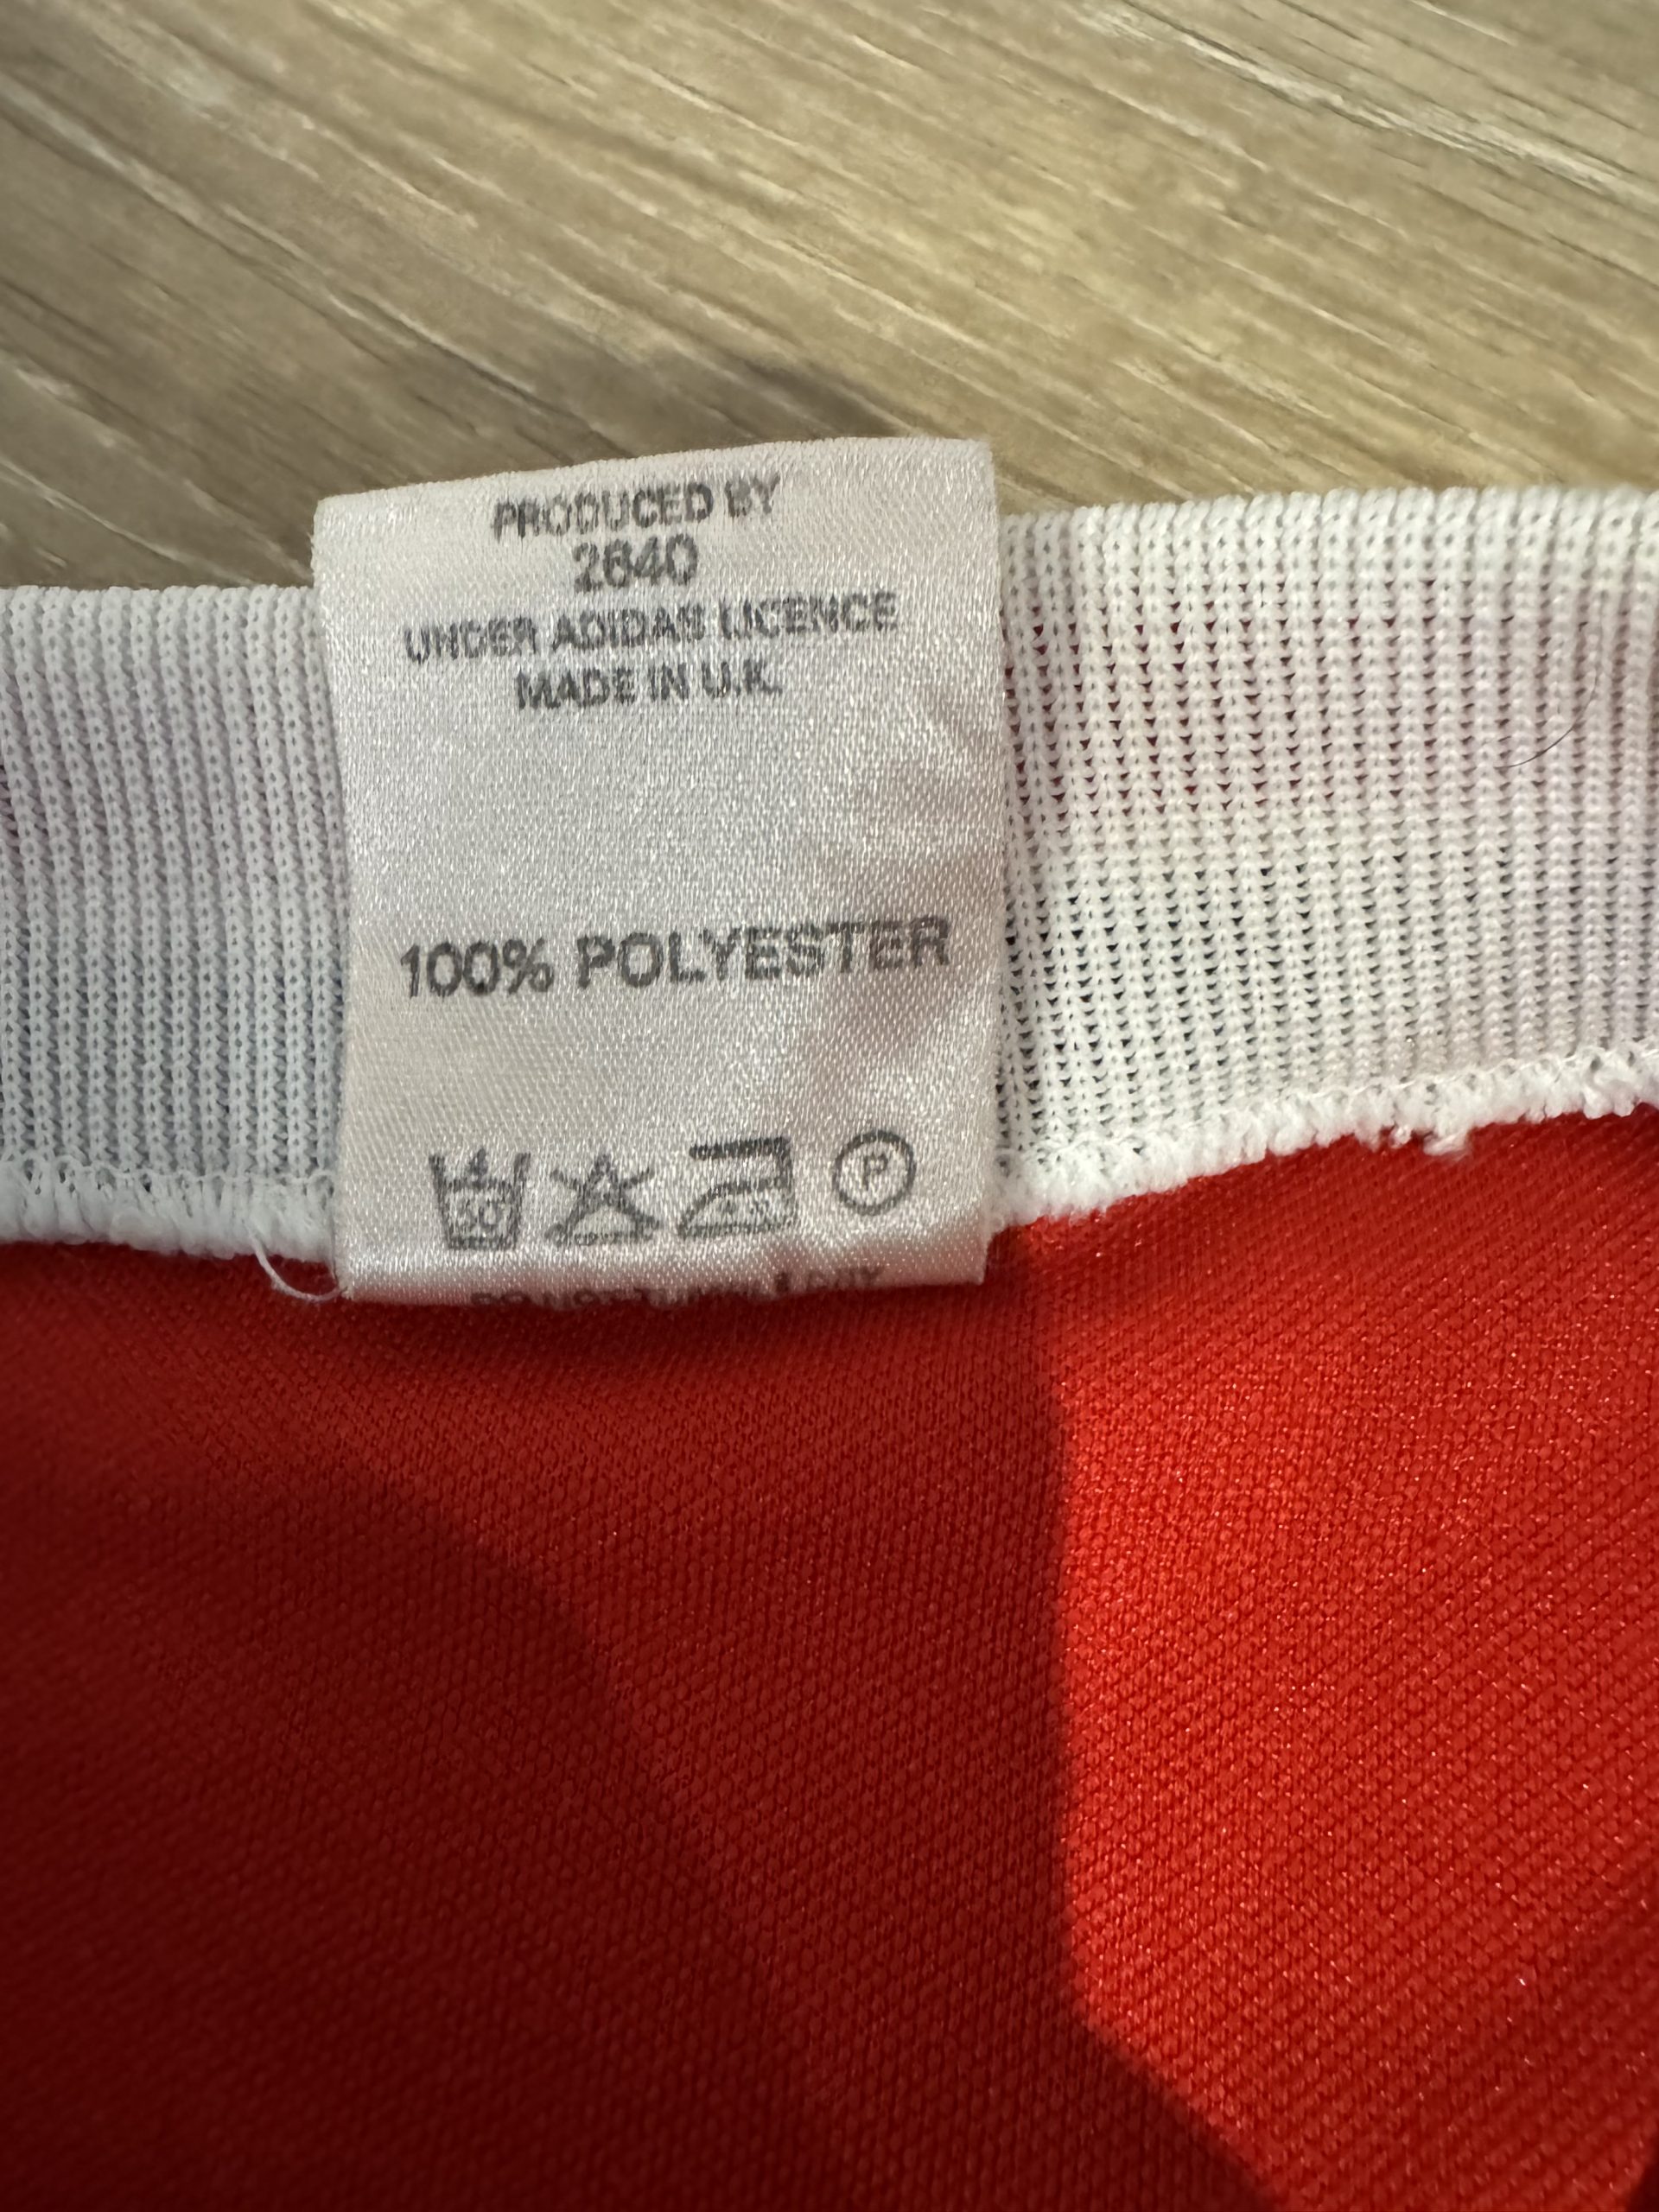 PRODUCED BY
2640
UNDER ADIDAS LICENCE
MADE IN U.K.
100% POLYESTER
50
P